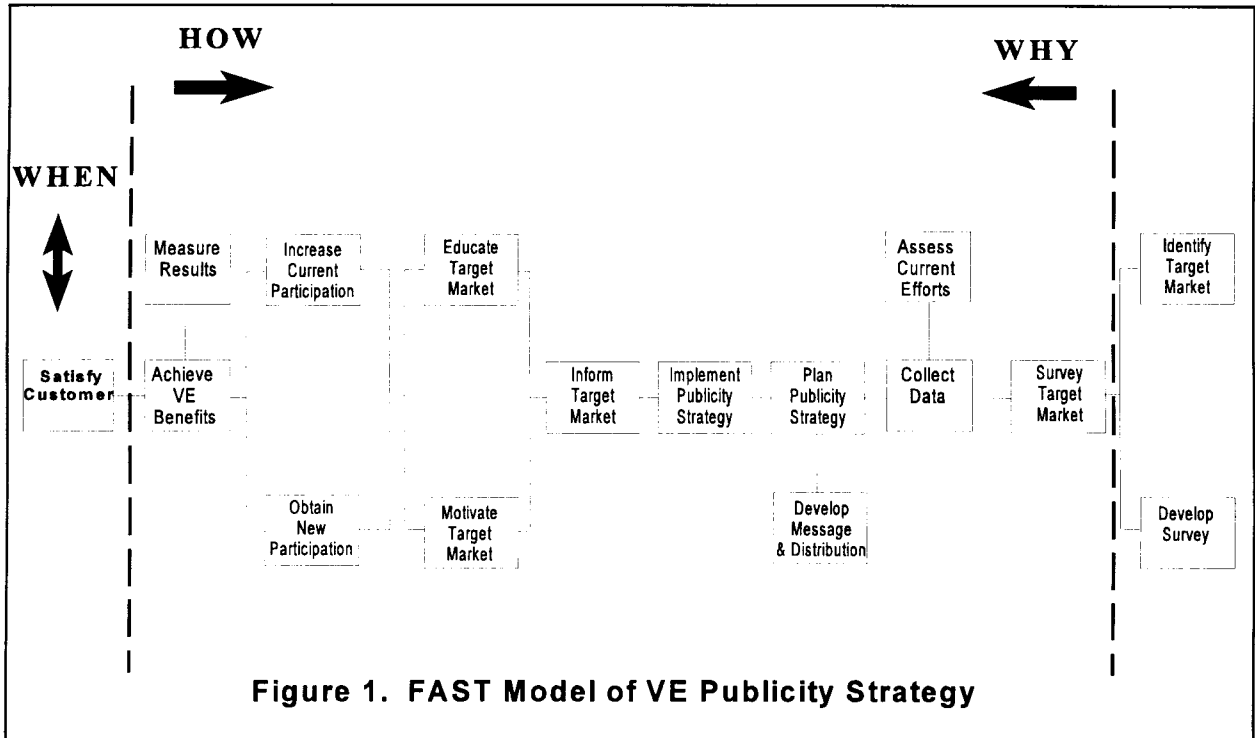 HOW
WHY
WHEN
Measure
Results
Increase
Current
Participation
Educate
Target
Market
Assess
Current
Efforts
Identify
Target
Market
Satisfy
Customer
Achieve
VE
Benefits
Inform
Target
Market
Implement
Publicity
Strategy
Plan
Publicity
Strategy
Collect
Data
Survey
Target
Market
Obtain
New
Participation
Motivate
Target
Market
Develop
Message
& Distribution
Develop
Survey
Figure 1. FAST Model of VE Publicity Strategy